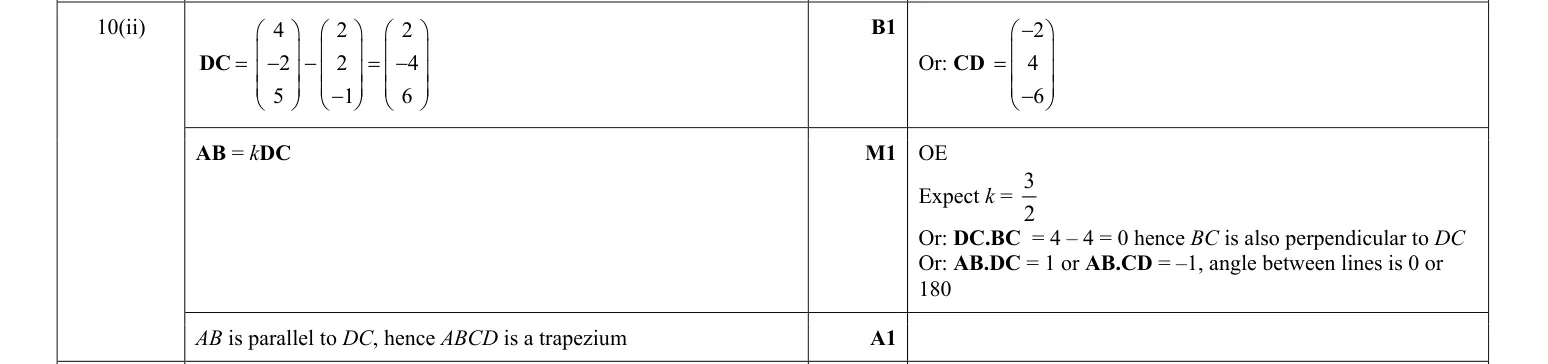 10(ii)
DC = (4 −2 5) − (2 2 −1) = (2 −4 6)
B1
Or: CD = (−2 4 −6)
AB = kDC
M1
OE
Expect k = 3/2
Or: DC.BC = 4 – 4 = 0 hence BC is also perpendicular to DC
Or: AB.DC = 1 or AB.CD = –1, angle between lines is 0 or
180
AB is parallel to DC, hence ABCD is a trapezium
A1